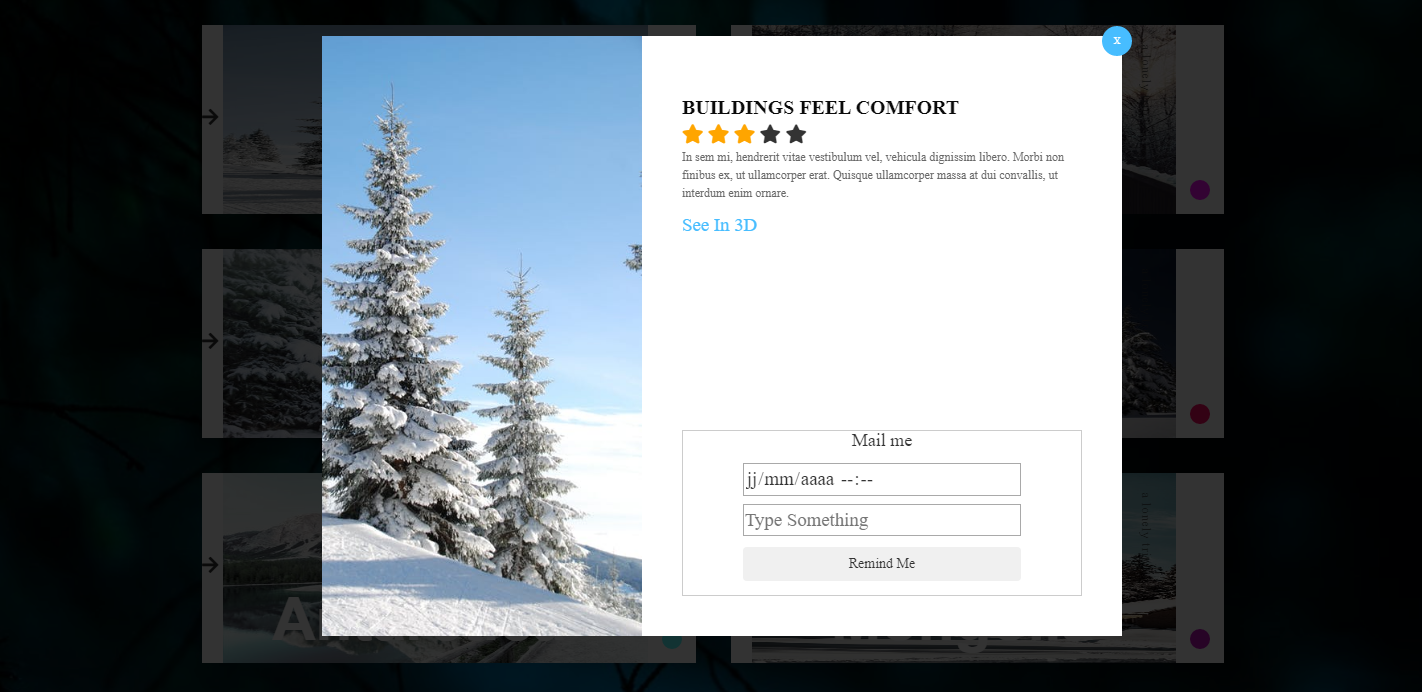 x
BUILDINGS FEEL COMFORT
In sem mi, hendrerit vitae vestibulum vel, vehicula dignissim libero. Morbi non
finibus ex, ut ullamcorper erat. Quisque ullamcorper massa at dui convallis, ut
interdum enim ornare.
See In 3D
Mail me
jj/mm/aaaa --:--
Type Something
Remind Me